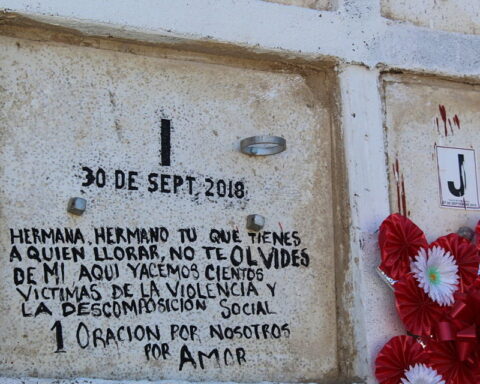 I
30 DE SEPT. 2018
HERMANA, HERMANO TU QUE TIENES
A QUIEN LLORAR, NO TE OLVIDES
DE MI AQUI YACEMOS CIENTOS
VICTIMAS DE LA VIOLENCIA Y
LA DESCOMPOSICIÓN SOCIAL
1 ORACION POR NOSOTROS
POR AMOR
J